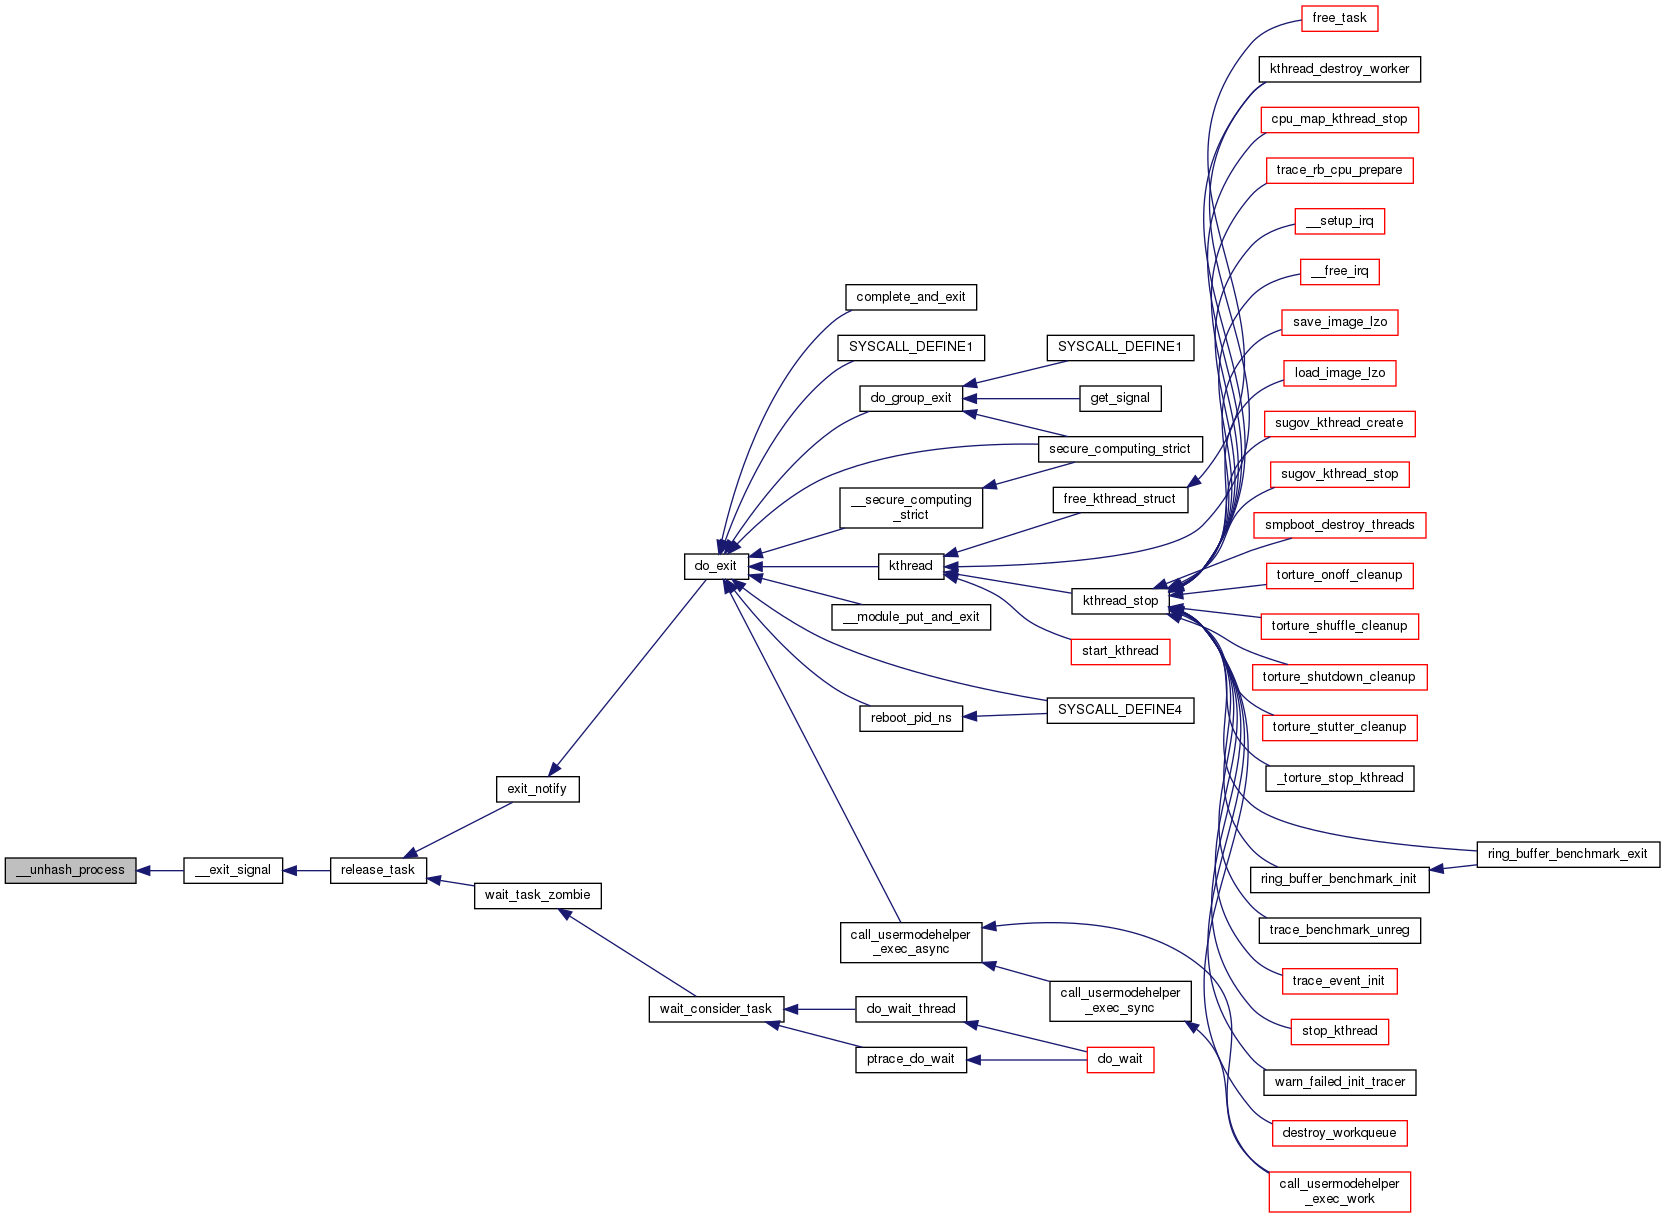 free_task
kthread_destroy_worker
cpu_map_kthread_stop
trace_rb_cpu_prepare
__setup_irq
__free_irq
complete_and_exit
save_image_lzo
SYSCALL_DEFINE1
SYSCALL_DEFINE1
load_image_lzo
do_group_exit
get_signal
sugov_kthread_create
secure_computing_strict
sugov_kthread_stop
__secure_computing
_strict
free_kthread_struct
smpboot_destroy_threads
do_exit
kthread
torture_onoff_cleanup
kthread_stop
__module_put_and_exit
torture_shuffle_cleanup
start_kthread
torture_shutdown_cleanup
reboot_pid_ns
SYSCALL_DEFINE4
torture_stutter_cleanup
exit_notify
_torture_stop_kthread
ring_buffer_benchmark_exit
__unhash_process
__exit_signal
release_task
ring_buffer_benchmark_init
wait_task_zombie
trace_benchmark_unreg
call_usermodehelper
_exec_async
trace_event_init
call_usermodehelper
_exec_sync
wait_consider_task
do_wait_thread
stop_kthread
ptrace_do_wait
do_wait
warn_failed_init_tracer
destroy_workqueue
call_usermodehelper
_exec_work